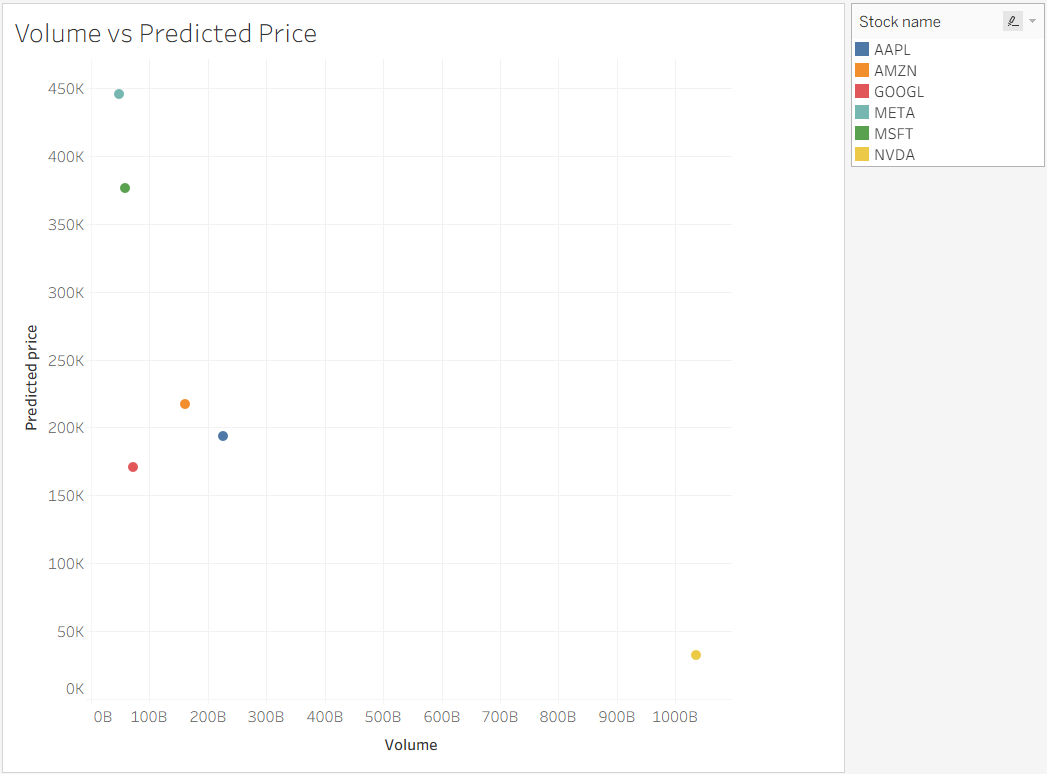 Volume vs Predicted Price
Stock name
AAPL
AMZN
GOOGL
META
MSFT
NVDA
450K
400K
350K
300K
250K
200K
150K
100K
50K
0K
Predicted price
0B 100B 200B 300B 400B 500B 600B 700B 800B 900B 1000B
Volume